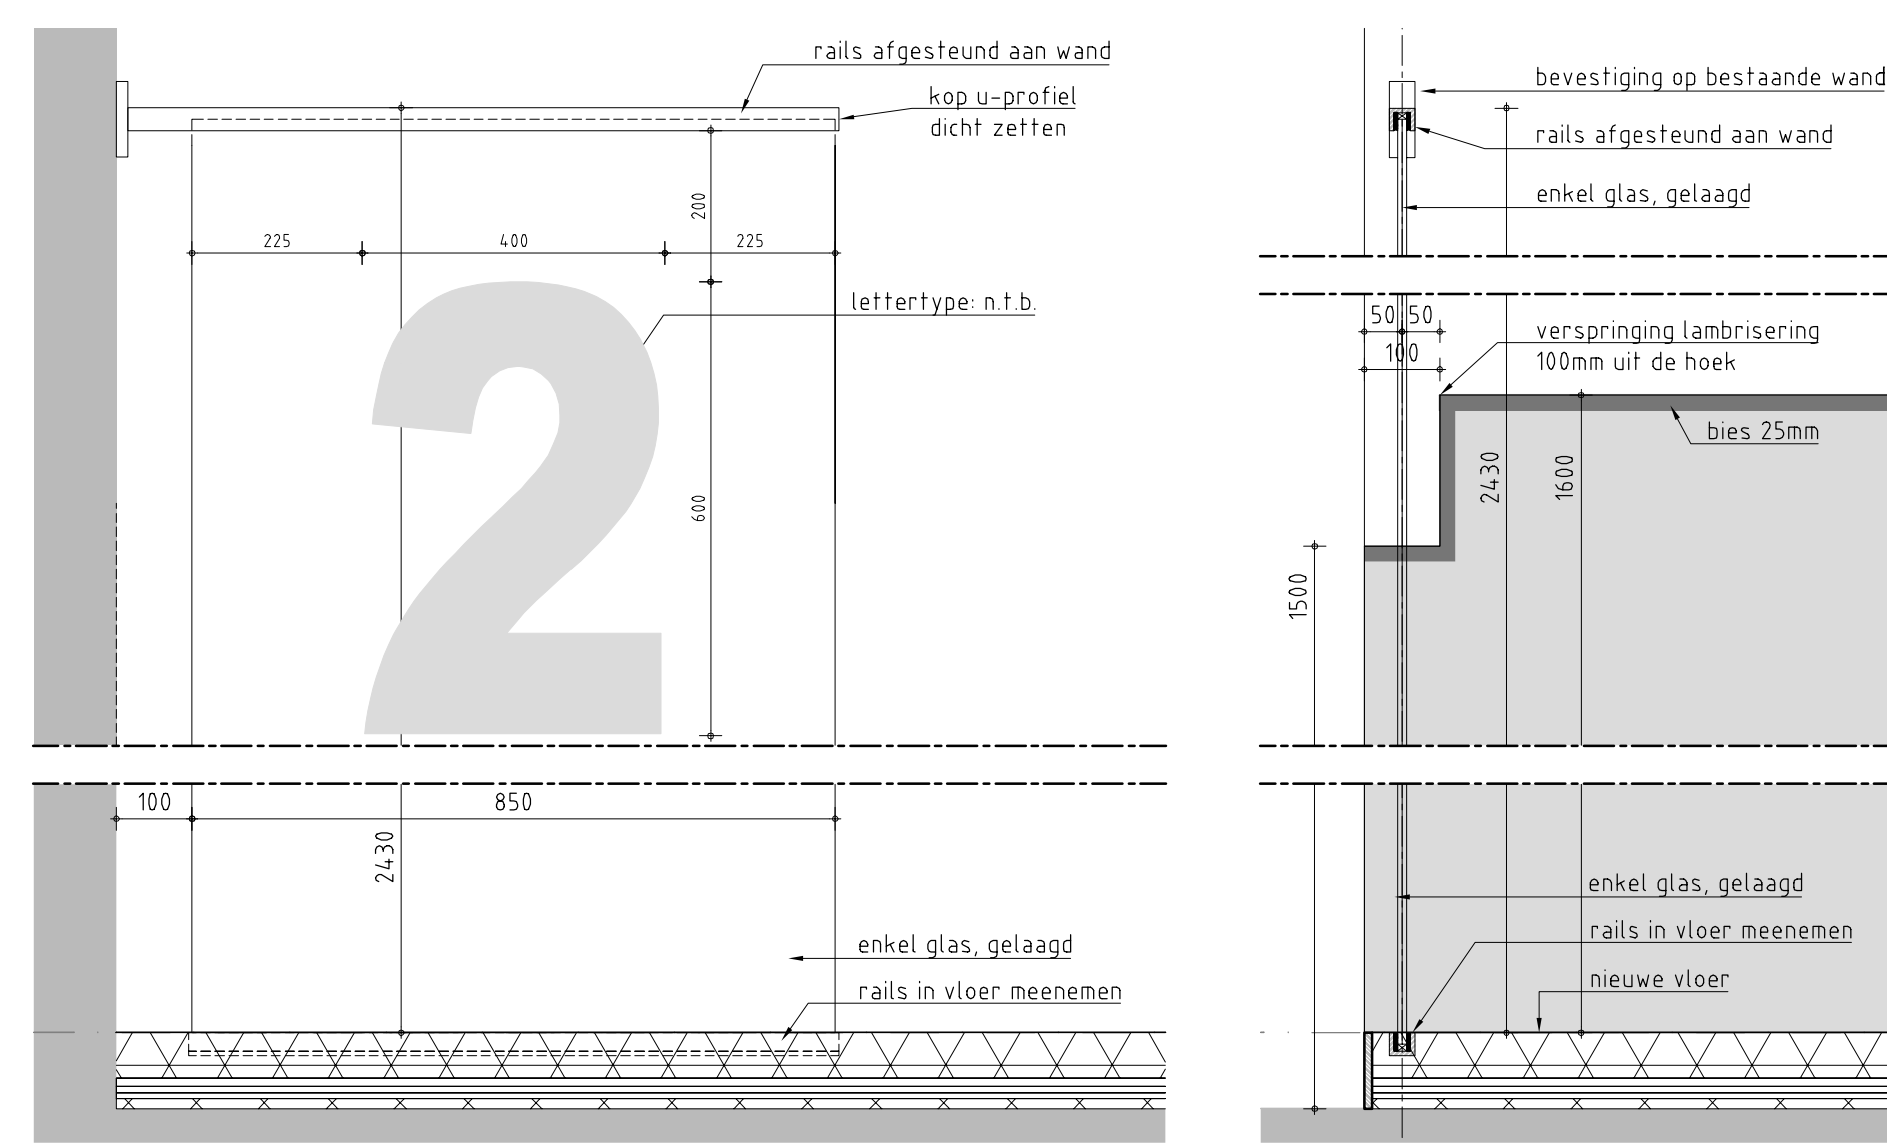 rails afgesteund aan wand
kop u-profiel
dicht zetten
200
225
400
225
lettertype: n.t.b.
2
600
100
850
2430
enkel glas, gelaagd
rails in vloer meenemen
bevestiging op bestaande wand
rails afgesteund aan wand
enkel glas, gelaagd
50 50
100
verspringing lambrisering
100mm uit de hoek
bies 25mm
2430
1600
1500
enkel glas, gelaagd
rails in vloer meenemen
nieuwe vloer